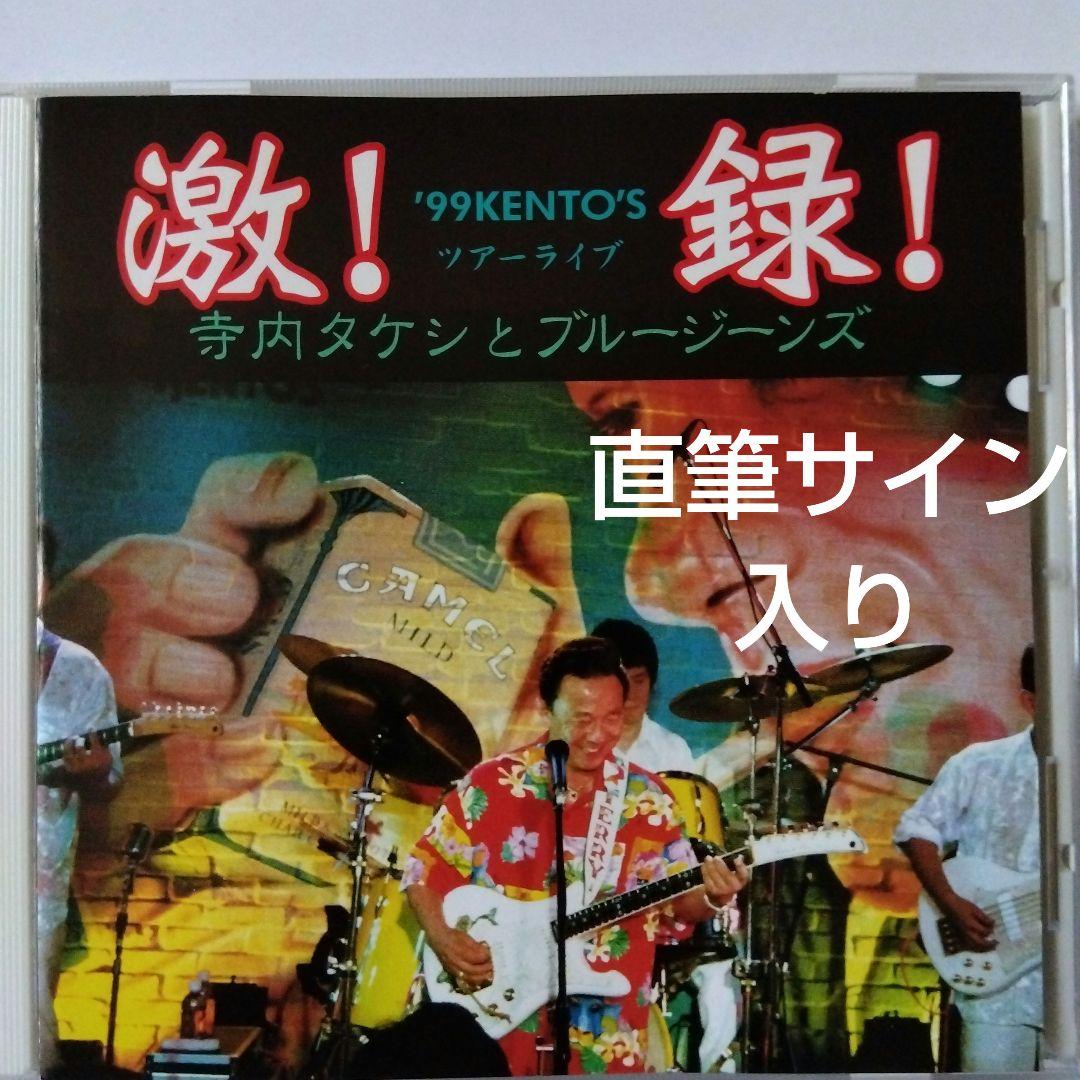 激! '99KENTO'S 録!
ツアーライブ
寺内タケシとブルージーンズ
直筆サイン
入り
CAMEL
MILD